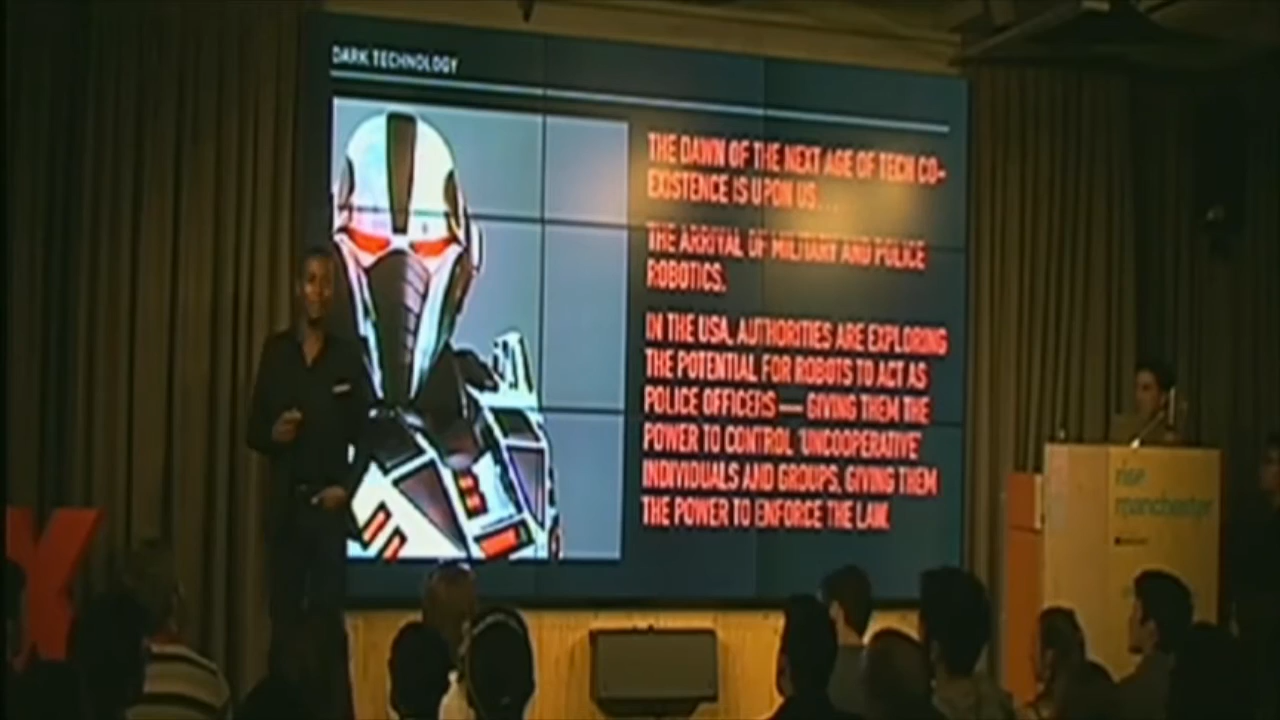 DARK TECHNOLOGY
THE DAWN OF THE NEXT AGE OF TECH CO-
EXISTENCE IS UPON US...
THE ARRIVAL OF MILITARY AND POLICE
ROBOTICS.
IN THE USA, AUTHORITIES ARE EXPLORING
THE POTENTIAL FOR ROBOTS TO ACT AS
POLICE OFFICERS — GIVING THEM THE
POWER TO CONTROL 'UNCOOPERATIVE'
INDIVIDUALS AND GROUPS, GIVING THEM
THE POWER TO ENFORCE THE LAW.
X
rise
manchester